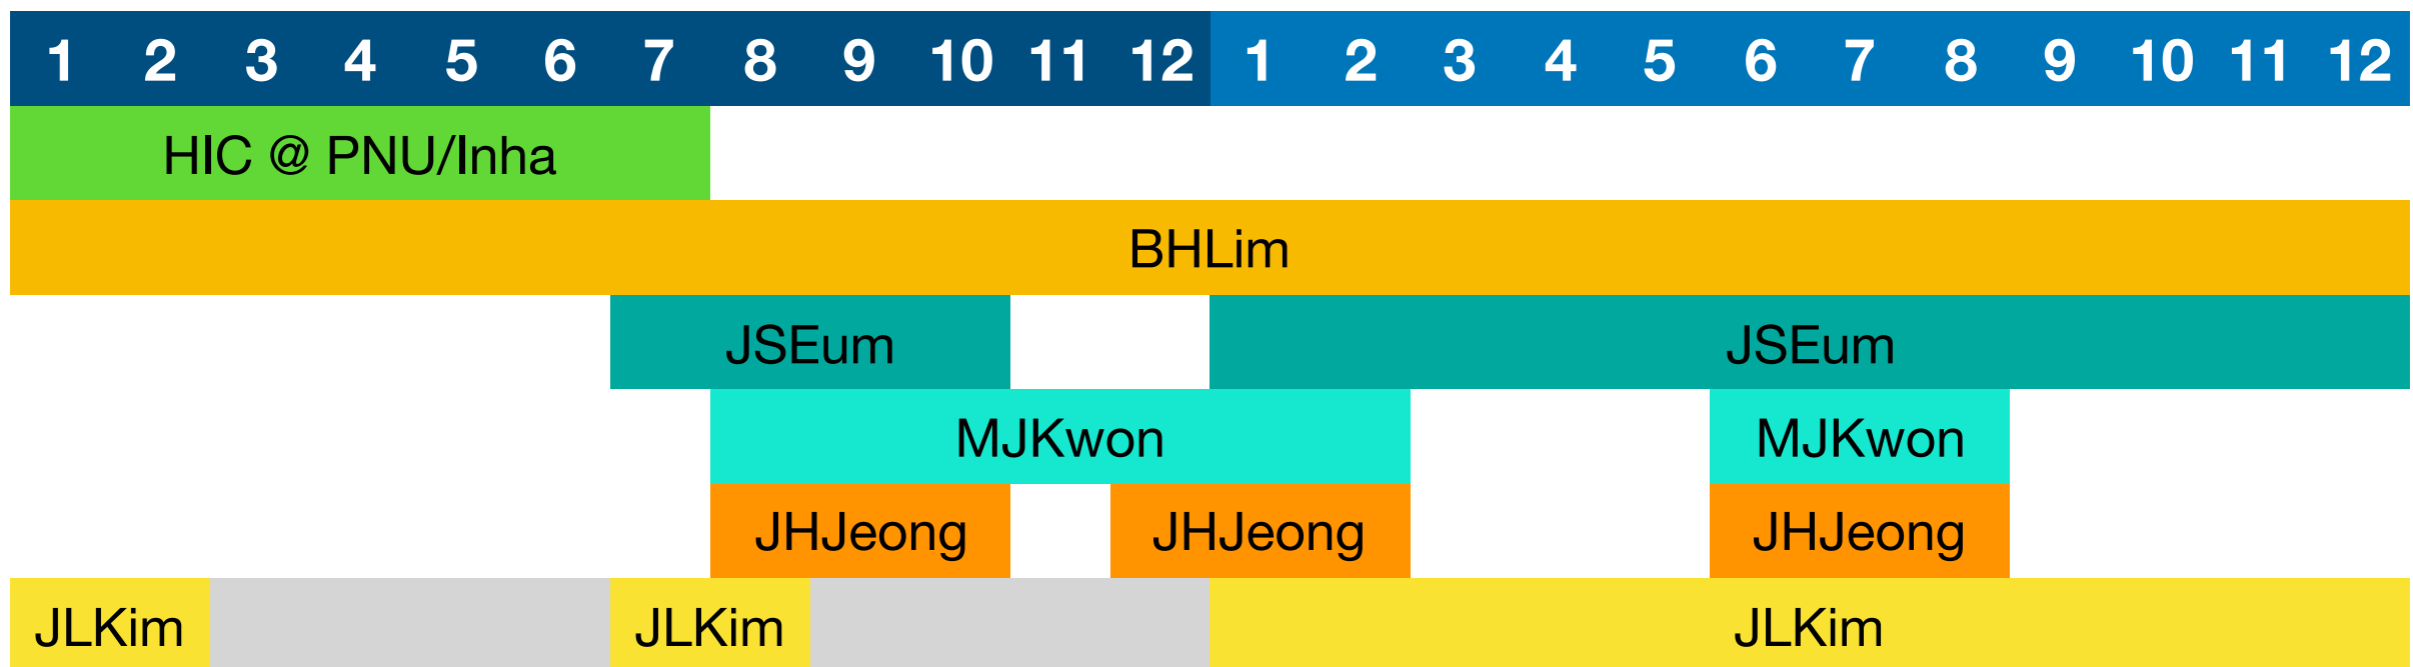 1 2 3 4 5 6 7 8 9 10 11 12 1 2 3 4 5 6 7 8 9 10 11 12
HIC @ PNU/Inha
BHLim
JSEum JSEum
MJKwon MJKwon
JHJeong JHJeong JHJeong
JLKim JLKim JLKim